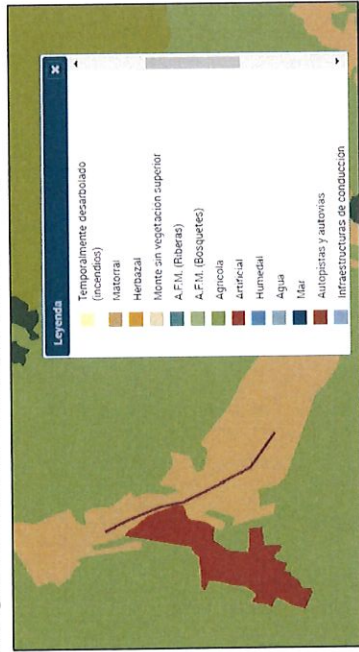 Leyenda
x
Temporalmente desarbolado
(incendios)
Matorral
Herbazal
Monte sin vegetación superior
A.F.M. (Riberas)
A.F.M. (Bosquetes)
Agrícola
Artificial
Humedal
Agua
Mar
Autopistas y autovías
Infraestructuras de conducción